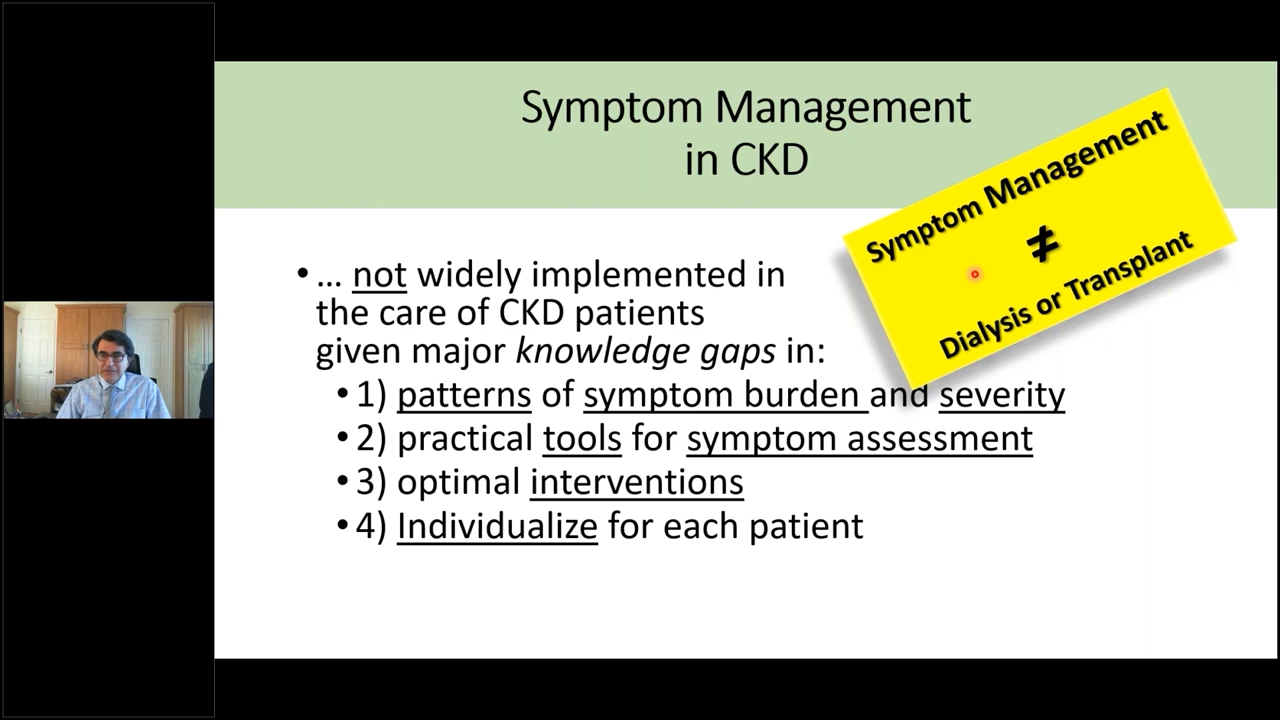 Symptom Management
in CKD
Symptom Management
≠
Dialysis or Transplant
• ... not widely implemented in
the care of CKD patients
given major knowledge gaps in:
• 1) patterns of symptom burden and severity
• 2) practical tools for symptom assessment
• 3) optimal interventions
• 4) Individualize for each patient